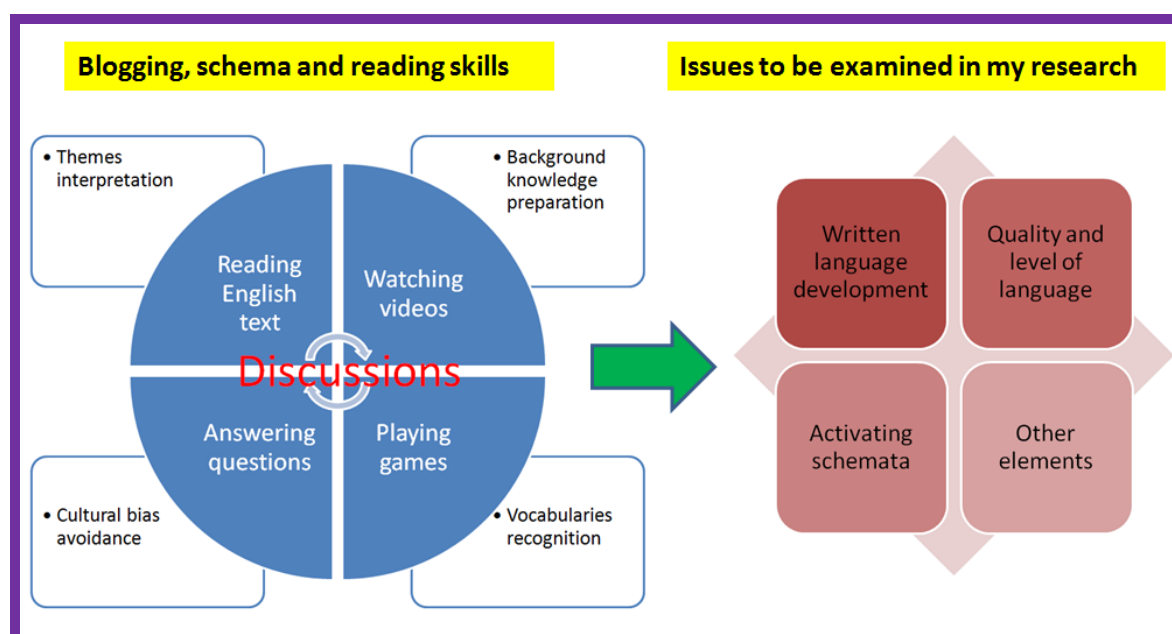 Blogging, schema and reading skills
Issues to be examined in my research
• Themes
interpretation
• Background
knowledge
preparation
Reading
English
text
Watching
videos
Discussions
Answering
questions
Playing
games
• Cultural bias
avoidance
• Vocabularies
recognition
Written
language
development
Quality and
level of
language
Activating
schemata
Other
elements